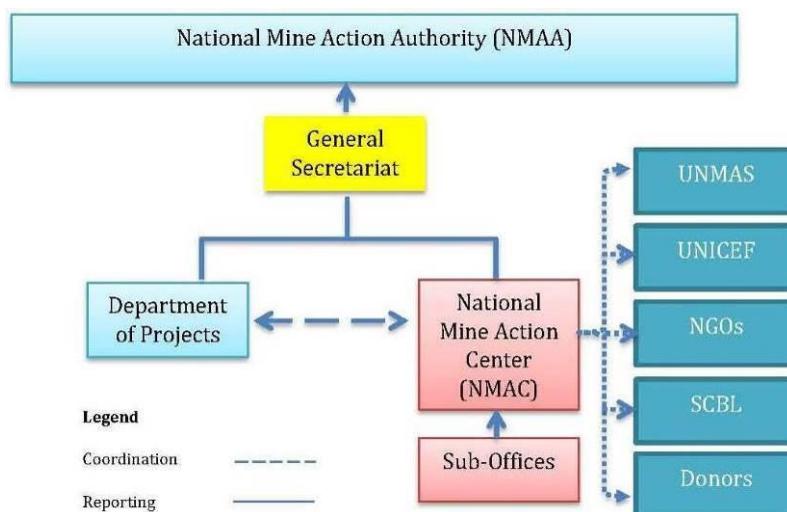 National Mine Action Authority (NMAA)
General
Secretariat
UNMAS
UNICEF
Department
of Projects
National
Mine Action
Center
(NMAC)
NGOs
SCBL
Legend
Coordination
Sub-Offices
Donors
Reporting